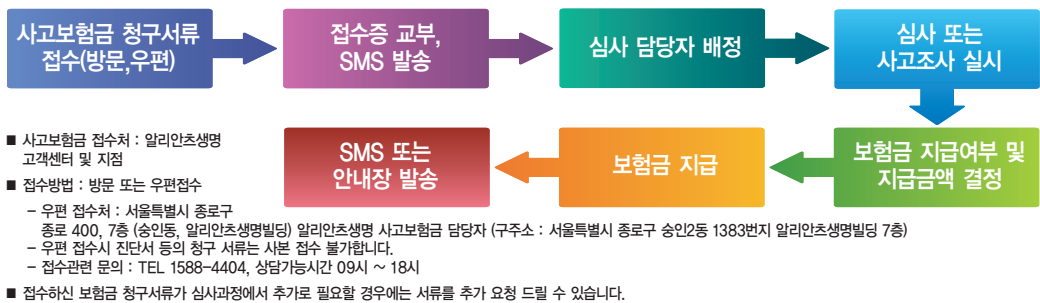 사고보험금 청구서류
접수(방문,우편)
접수증 교부,
SMS 발송
심사 담당자 배정
심사 또는
사고조사 실시
보험금 지급여부 및
지급금액 결정
보험금 지급
SMS 또는
안내장 발송
■ 사고보험금 접수처 : 알리안츠생명
고객센터 및 지점
■ 접수방법 : 방문 또는 우편접수
- 우편 접수처 : 서울특별시 종로구
종로 400, 7층 (숭인동, 알리안츠생명빌딩) 알리안츠생명 사고보험금 담당자 (구주소 : 서울특별시 종로구 숭인2동 1383번지 알리안츠생명빌딩 7층)
- 우편 접수시 진단서 등의 청구 서류는 사본 접수 불가합니다.
- 접수관련 문의 : TEL 1588-4404, 상담가능시간 09시 ~ 18시
■ 접수하신 보험금 청구서류가 심사과정에서 추가로 필요할 경우에는 서류를 추가 요청 드릴 수 있습니다.